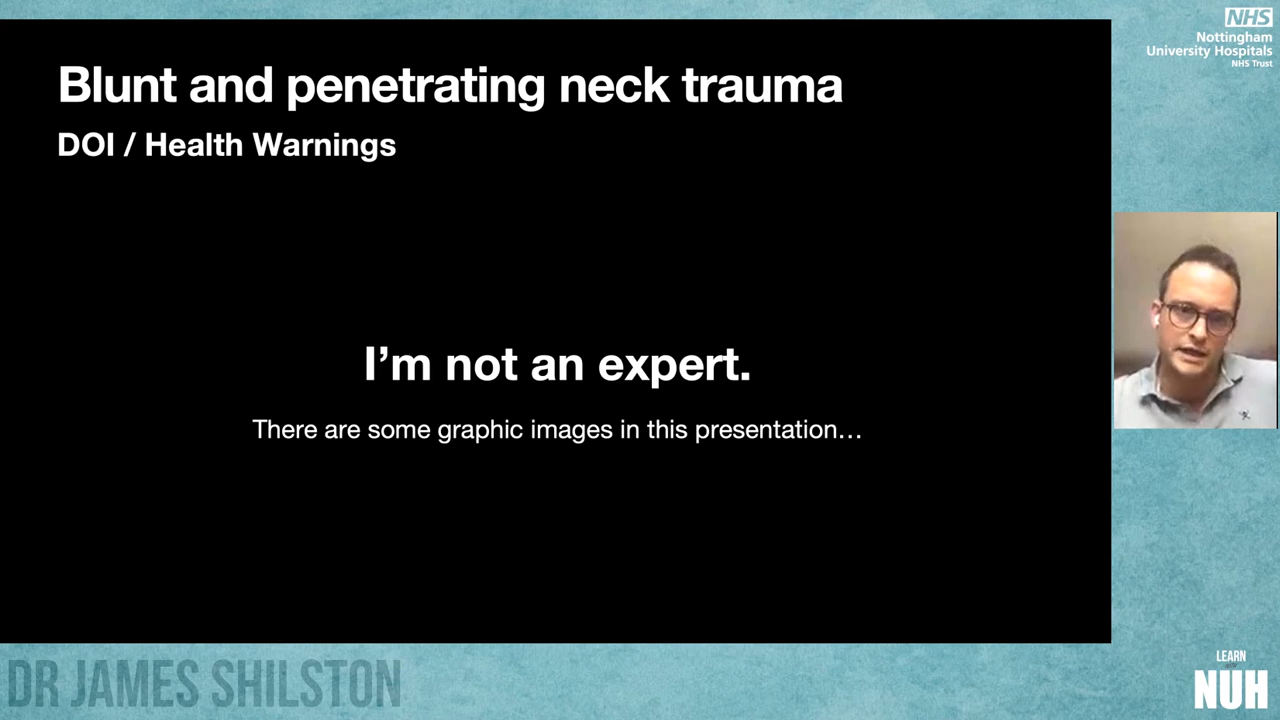 Blunt and penetrating neck trauma
DOI / Health Warnings
I'm not an expert.
There are some graphic images in this presentation…
NHS
Nottingham
University Hospitals
NHS Trust
DR JAMES SHILSTON
LEARN
NUH